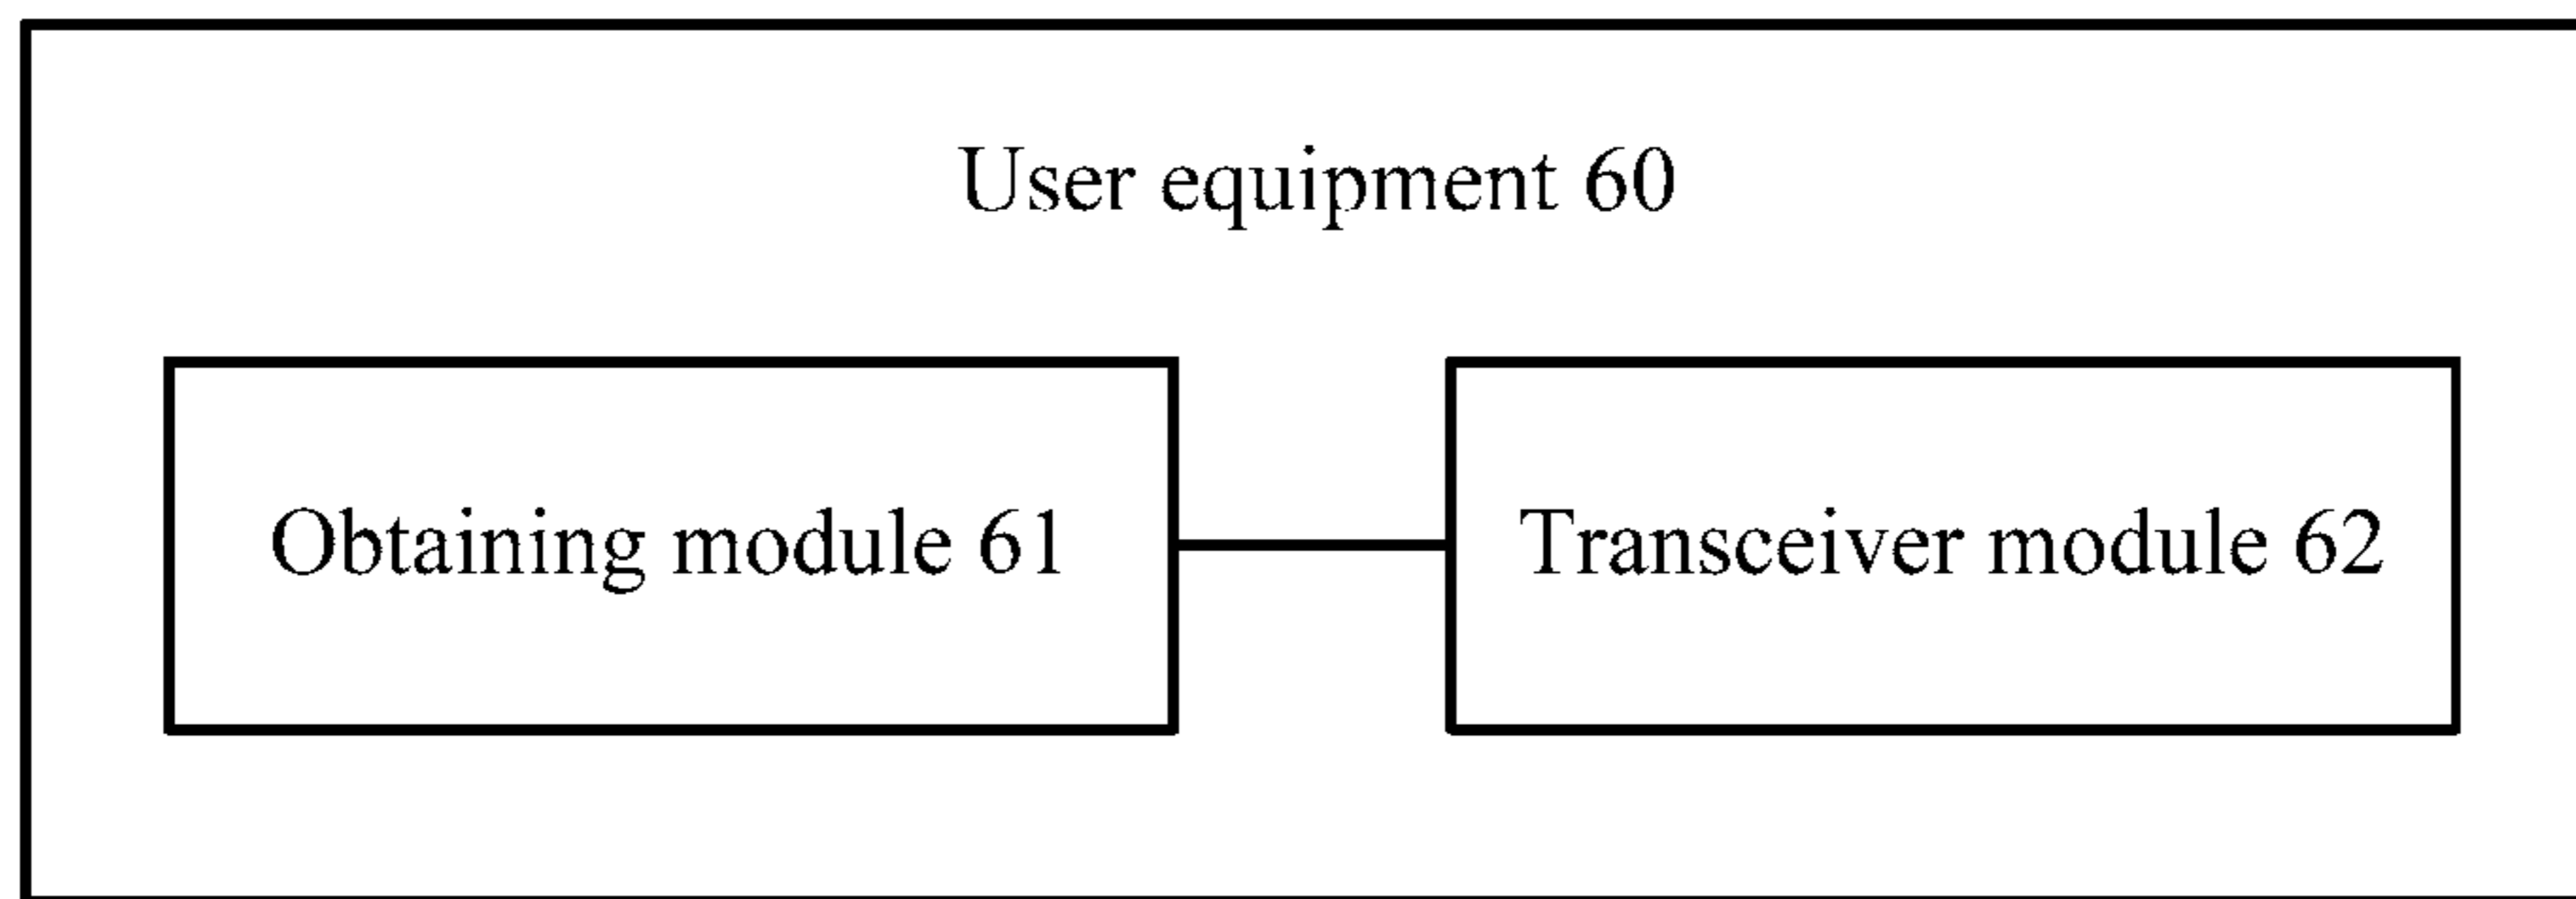 User equipment 60
Obtaining module 61
Transceiver module 62